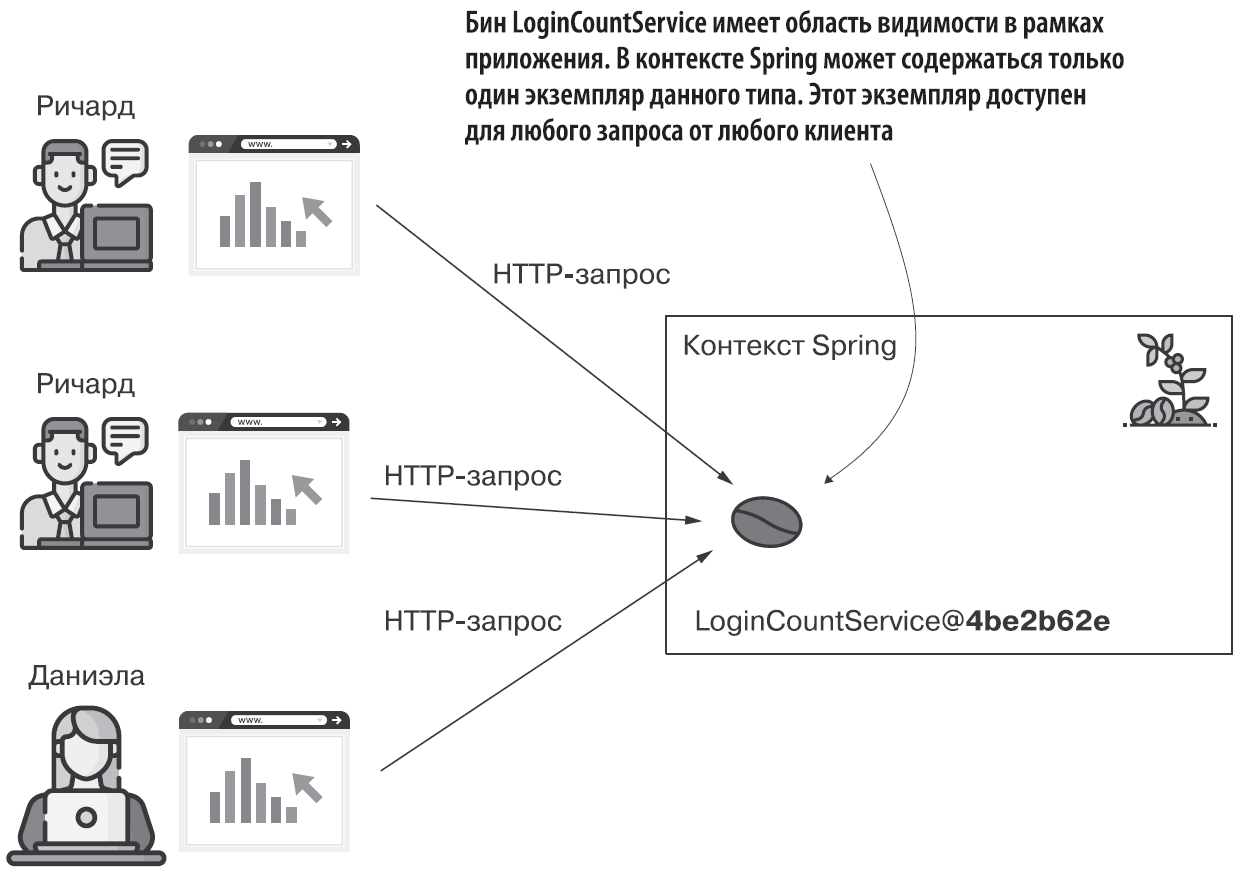 Бин LoginCountService имеет область видимости в рамках
приложения. В контексте Spring может содержаться только
один экземпляр данного типа. Этот экземпляр доступен
для любого запроса от любого клиента
Ричард
www.
HTTP-запрос
Контекст Spring
Ричард
www.
HTTP-запрос
HTTP-запрос
LoginCountService@4be2b62e
Даниэла
www.